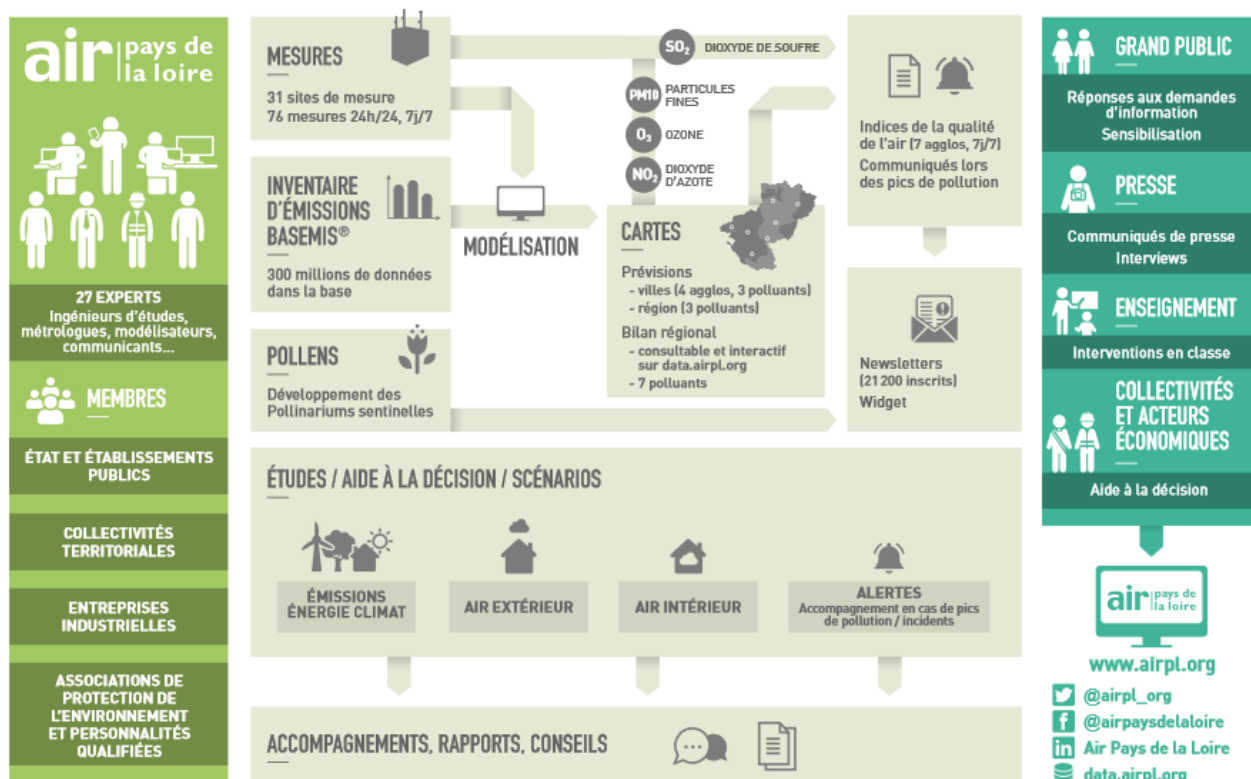 air pays de
la loire
27 EXPERTS
Ingénieurs d'études,
métrologues, modélisateurs,
communicants...
MEMBRES
ÉTAT ET ÉTABLISSEMENTS
PUBLICS
COLLECTIVITÉS
TERRITORIALES
ENTREPRISES
INDUSTRIELLES
ASSOCIATIONS DE
PROTECTION DE
L'ENVIRONNEMENT
ET PERSONNALITÉS
QUALIFIÉES
MESURES
31 sites de mesure
76 mesures 24h/24, 7j/7
INVENTAIRE
D'ÉMISSIONS
BASEMIS®
300 millions de données
dans la base
POLLENS
Développement des
Pollinariums sentinelles
MODÉLISATION
SO₂ DIOXYDE DE SOUFRE
PM10 PARTICULES
FINES
O₃ OZONE
NO₂ DIOXYDE
D'AZOTE
CARTES
Prévisions
- villes (4 agglos, 3 polluants)
- région (3 polluants)
Bilan régional
- consultable et interactif
sur data.airpl.org
- 7 polluants
Indices de la qualité
de l'air (7 agglos, 7j/7)
Communiqués lors
des pics de pollution
Newsletters
(21 200 inscrits)
Widget
ÉTUDES / AIDE À LA DÉCISION / SCÉNARIOS
ÉMISSIONS
ÉNERGIE CLIMAT
AIR EXTÉRIEUR
AIR INTÉRIEUR
ALERTES
Accompagnement en cas de pics
de pollution / incidents
ACCOMPAGNEMENTS, RAPPORTS, CONSEILS
GRAND PUBLIC
Réponses aux demandes
d'information
Sensibilisation
PRESSE
Communiqués de presse
Interviews
ENSEIGNEMENT
Interventions en classe
COLLECTIVITÉS
ET ACTEURS
ÉCONOMIQUES
Aide à la décision
air pays de
la loire
www.airpl.org
@airpl_org
@airpaysdelaloire
Air Pays de la Loire
data.airpl.org